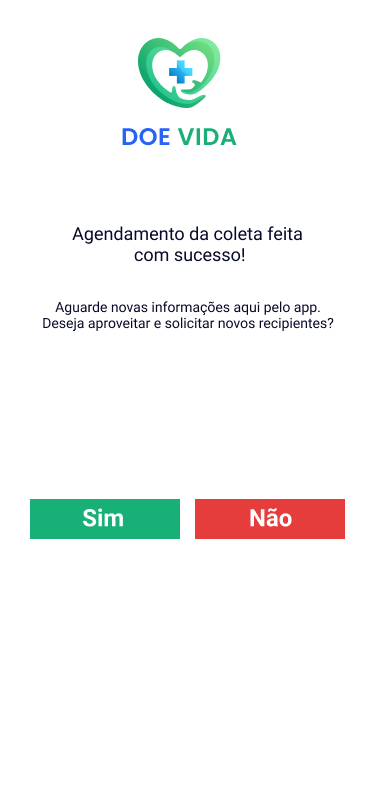 DOE VIDA
Agendamento da coleta feita
com sucesso!
Aguarde novas informações aqui pelo app.
Deseja aproveitar e solicitar novos recipientes?
Sim
Não